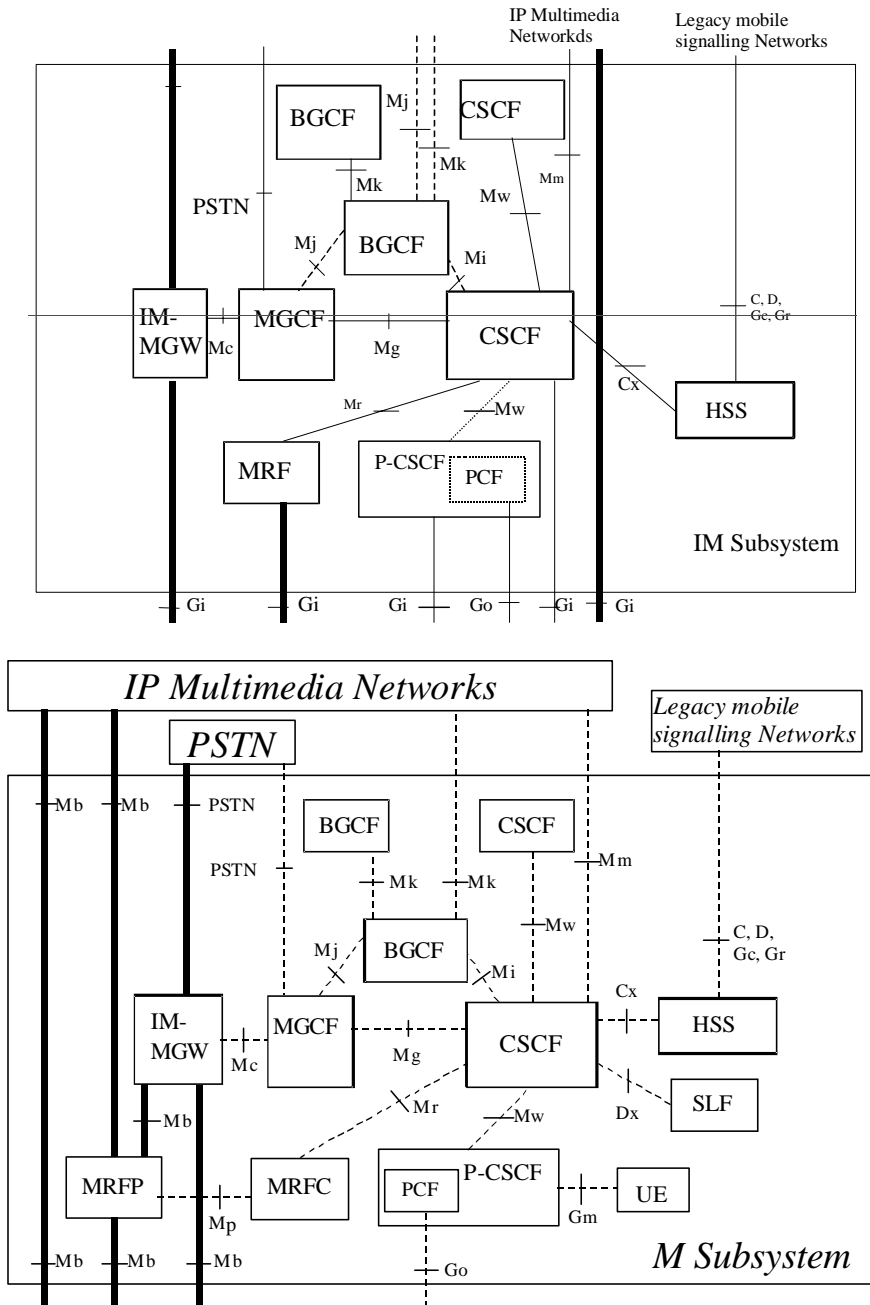 IP Multimedia
Networkds
Legacy mobile
signalling Networks
BGCF
Mj
CSCF
Mk
Mk
Mm
PSTN
Mw
BGCF
Mj
Mi
C, D,
Gc, Gr
IM-
MGW
Mc
MGCF
Mg
CSCF
Cx
HSS
Mr
Mw
MRF
P-CSCF
PCF
IM Subsystem
Gi
Gi
Gi
Go
Gi
Gi
IP Multimedia Networks
Legacy mobile
signalling Networks
PSTN
Mb
Mb
PSTN
BGCF
CSCF
PSTN
Mk
Mk
Mm
Mw
C, D,
Gc, Gr
Mj
BGCF
Mi
Cx
IM-
MGW
Mc
MGCF
Mg
CSCF
HSS
Mr
Mw
Dx
SLF
Mb
MRFP
Mp
MRFC
P-CSCF
PCF
Gm
UE
Mb
Mb
Mb
Go
M Subsystem